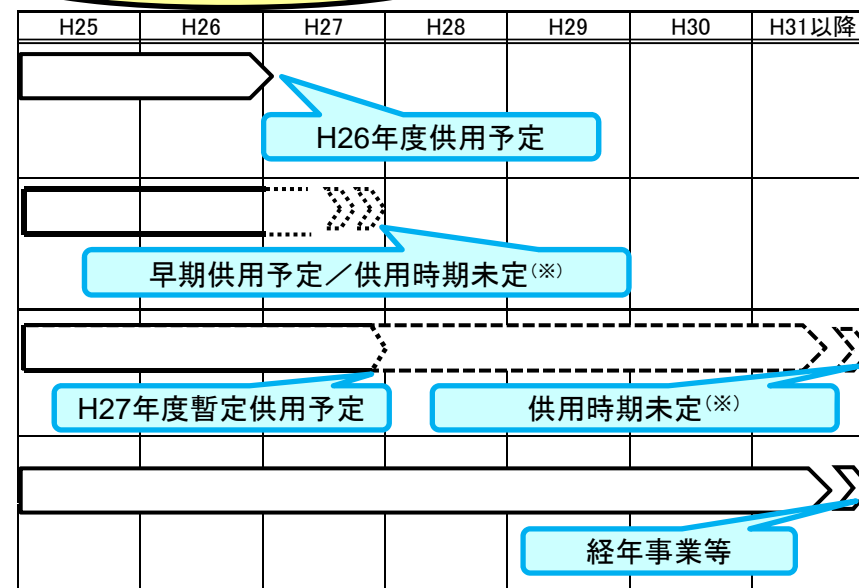 H25 H26 H27 H28 H29 H30 H31以降
H26年度供用予定
早期供用予定／供用時期未定(※)
H27年度暫定供用予定 供用時期未定(※)
経年事業等